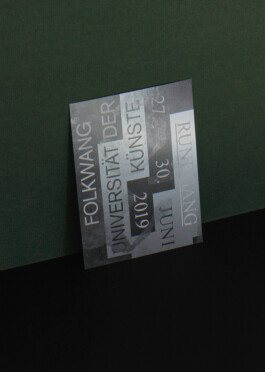 FOLKWANG
UNIVERSITÄT DER
KÜNSTE
27.
30.
2019
RUNDGANG
JUNI